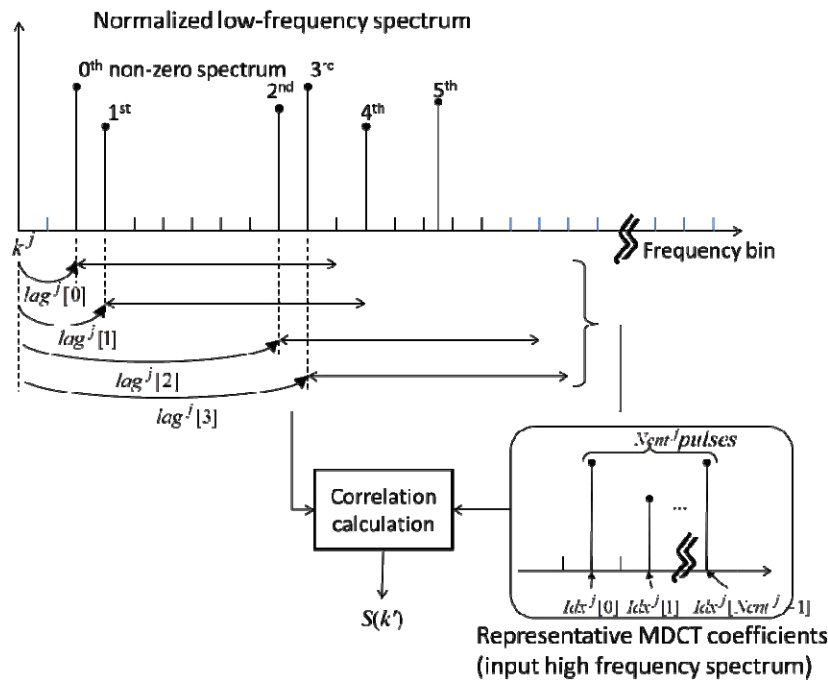 Normalized low-frequency spectrum
0th non-zero spectrum
1st
2nd
3rc
4th
5th
k^j
Frequency bin
lag^j[0]
lag^j[1]
lag^j[2]
lag^j[3]
Ncnt^j pulses
Correlation
calculation
...
S(k')
Idx^j[0] Idx^j[1] Idx^j[Ncnt^j-1]
Representative MDCT coefficients
(input high frequency spectrum)